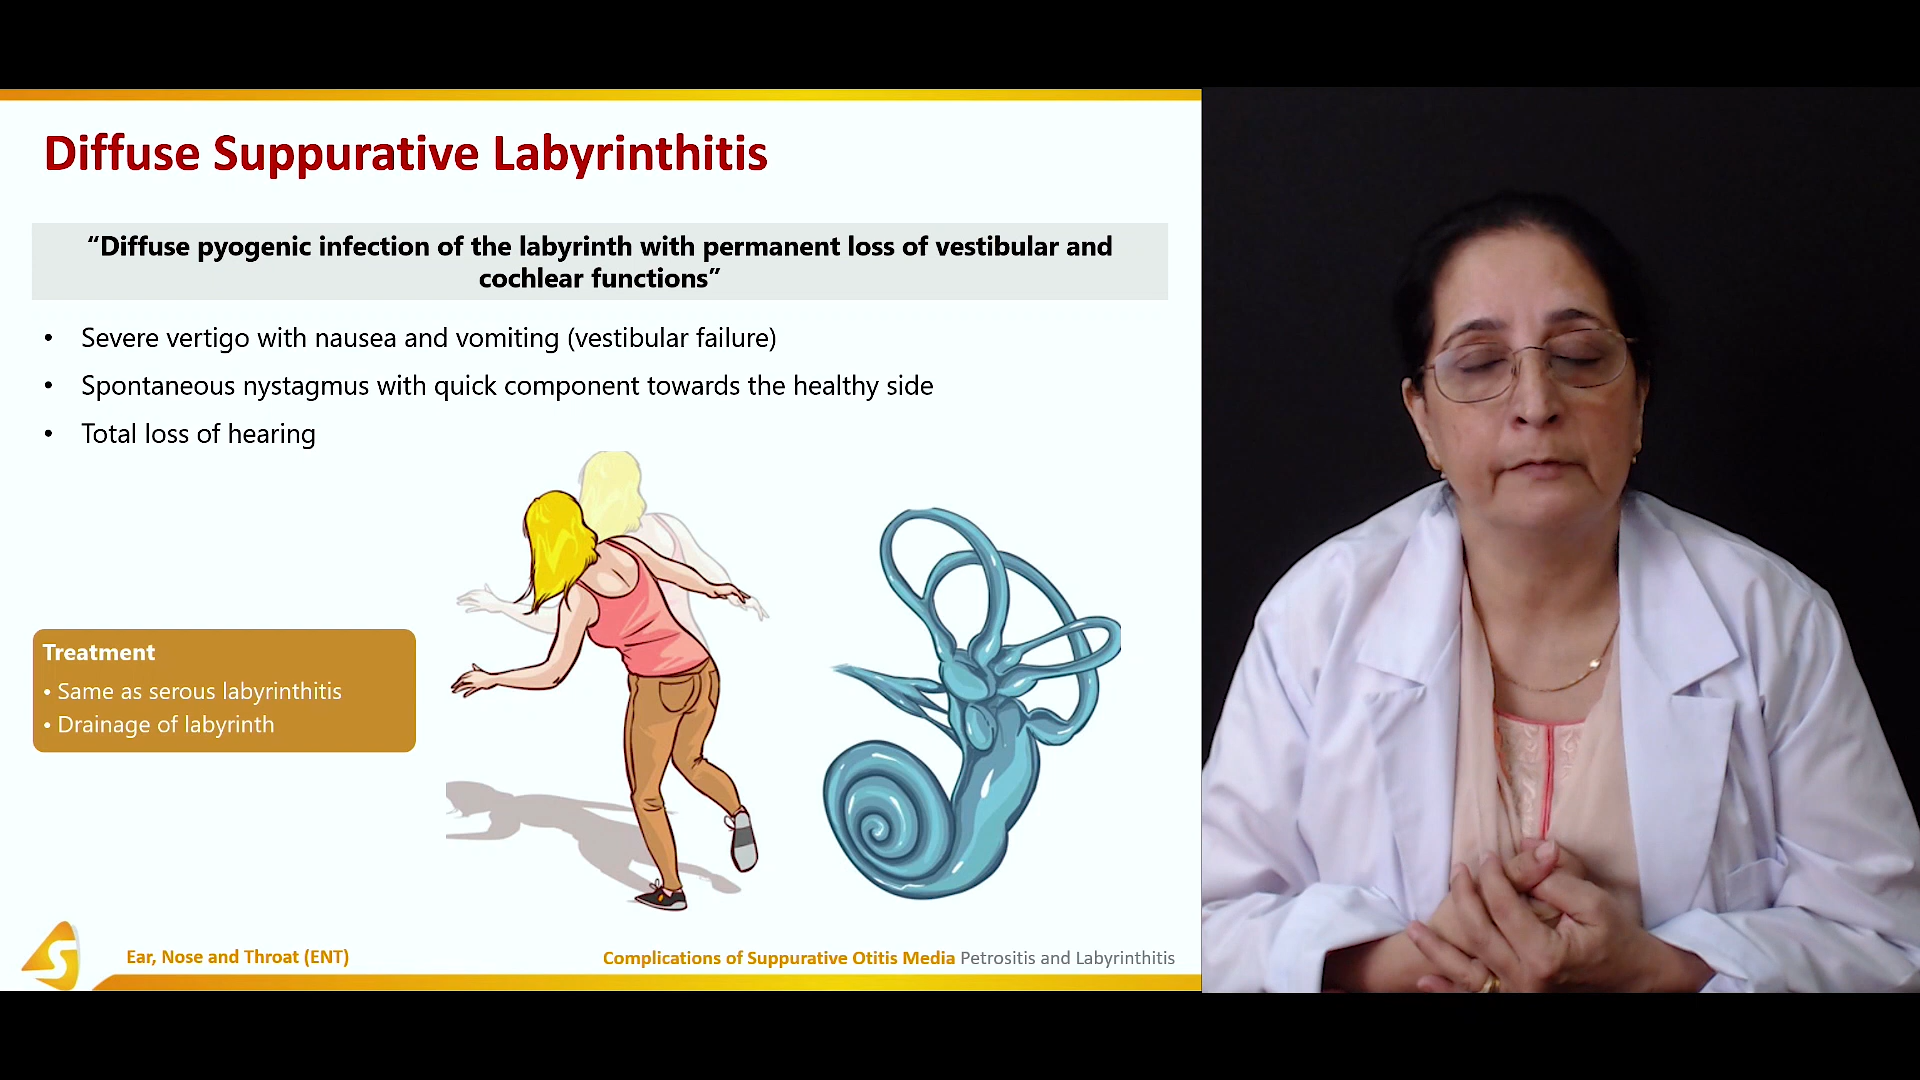 Diffuse Suppurative Labyrinthitis
“Diffuse pyogenic infection of the labyrinth with permanent loss of vestibular and
cochlear functions”
• Severe vertigo with nausea and vomiting (vestibular failure)
• Spontaneous nystagmus with quick component towards the healthy side
• Total loss of hearing
Treatment
• Same as serous labyrinthitis
• Drainage of labyrinth
S
Ear, Nose and Throat (ENT)
Complications of Suppurative Otitis Media Petrositis and Labyrinthitis